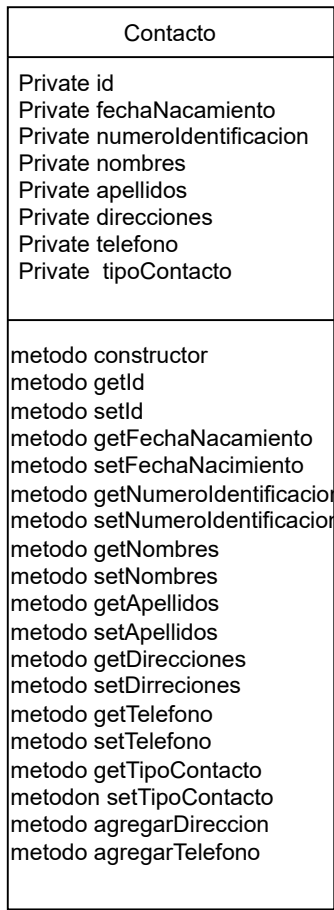 Contacto
Private id
Private fechaNacamiento
Private numeroIdentificacion
Private nombres
Private apellidos
Private direcciones
Private telefono
Private tipoContacto
metodo constructor
metodo getId
metodo setId
metodo getFechaNacamiento
metodo setFechaNacimiento
metodo getNumeroIdentificacion
metodo setNumeroIdentificacion
metodo getNombres
metodo setNombres
metodo getApellidos
metodo setApellidos
metodo getDirecciones
metodo setDirreciones
metodo getTelefono
metodo setTelefono
metodo getTipoContacto
metodon setTipoContacto
metodo agregarDireccion
metodo agregarTelefono